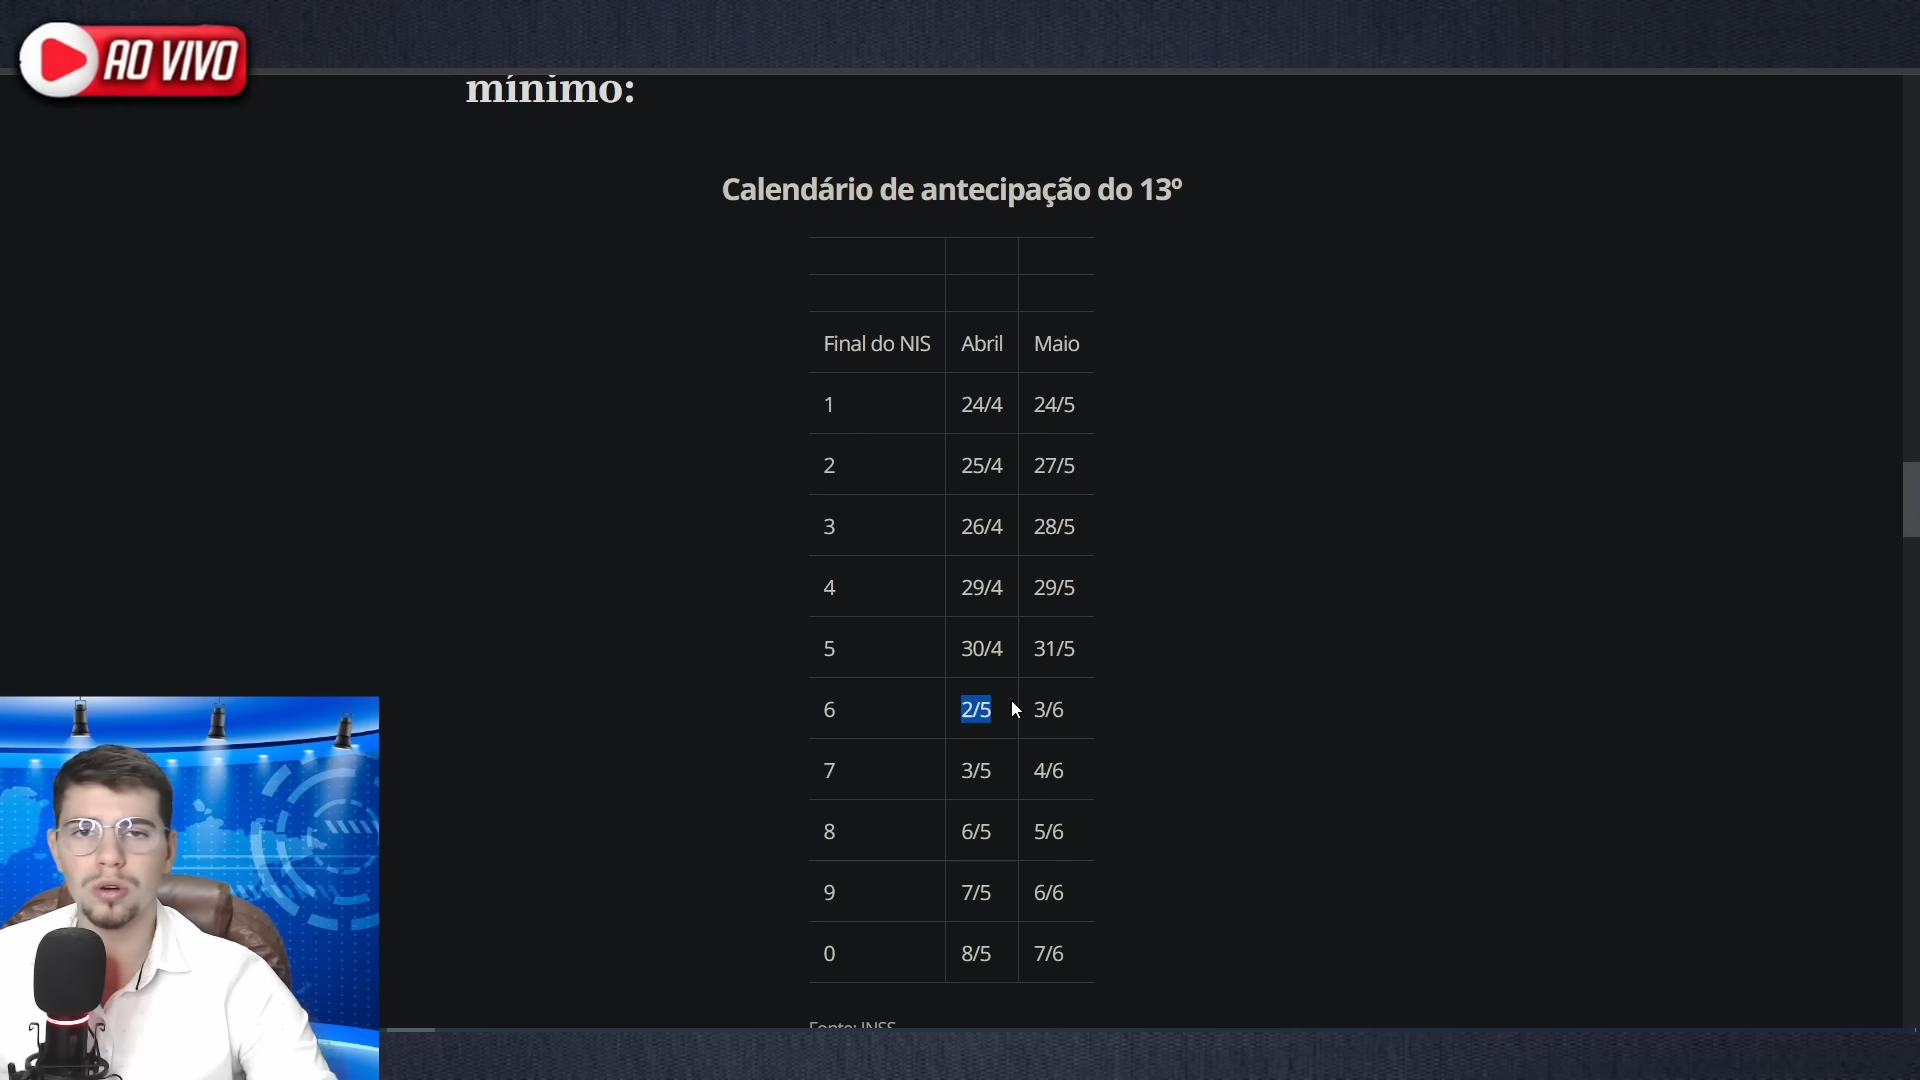 AO VIVO
mínimo:
Calendário de antecipação do 13º
Final do NIS Abril Maio
1 24/4 24/5
2 25/4 27/5
3 26/4 28/5
4 29/4 29/5
5 30/4 31/5
6 2/5 3/6
7 3/5 4/6
8 6/5 5/6
9 7/5 6/6
0 8/5 7/6
Fonte: INSS